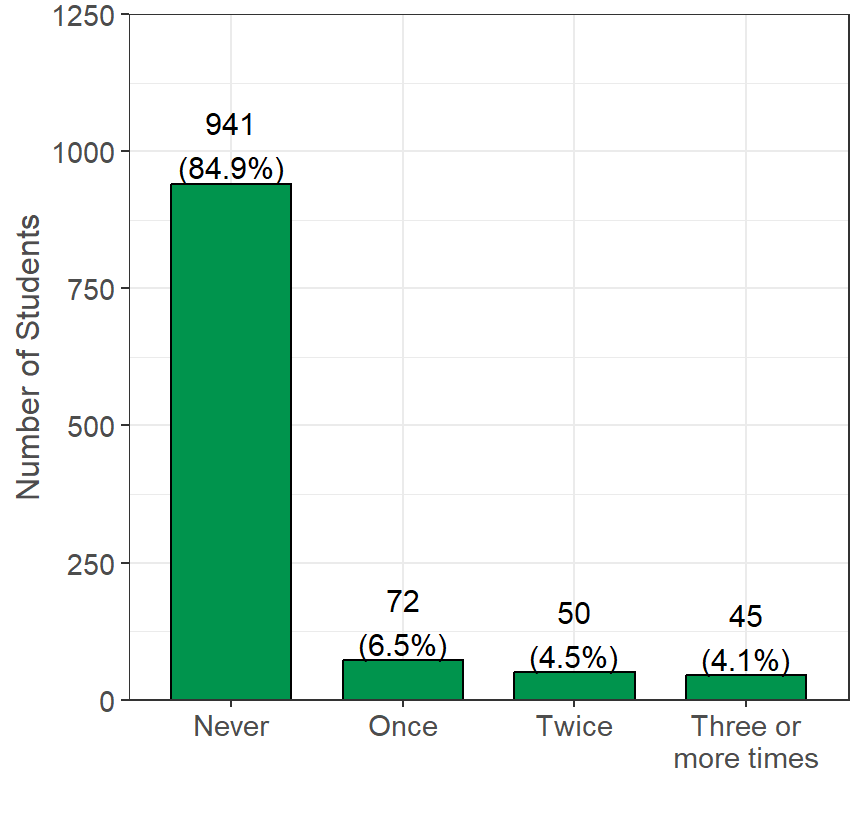 Number of Students
1250
1000
750
500
250
0
941
(84.9%)
72
(6.5%)
50
(4.5%)
45
(4.1%)
Never
Once
Twice
Three or
more times